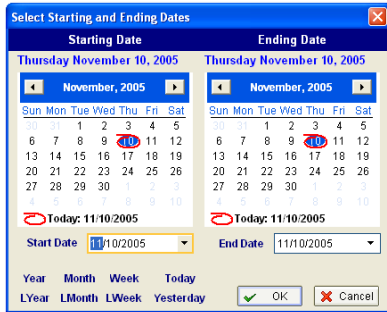 Select Starting and Ending Dates
Starting Date Ending Date
Thursday November 10, 2005 Thursday November 10, 2005
November, 2005 November, 2005
Sun Mon Tue Wed Thu Fri Sat Sun Mon Tue Wed Thu Fri Sat
30 31 1 2 3 4 5 30 31 1 2 3 4 5
6 7 8 9 10 11 12 6 7 8 9 10 11 12
13 14 15 16 17 18 19 13 14 15 16 17 18 19
20 21 22 23 24 25 26 20 21 22 23 24 25 26
27 28 29 30 1 2 3 27 28 29 30 1 2 3
4 5 6 7 8 9 10 4 5 6 7 8 9 10
Today: 11/10/2005 Today: 11/10/2005
Start Date 11/10/2005 End Date 11/10/2005
Year Month Week Today
LYear LMonth LWeek Yesterday OK Cancel